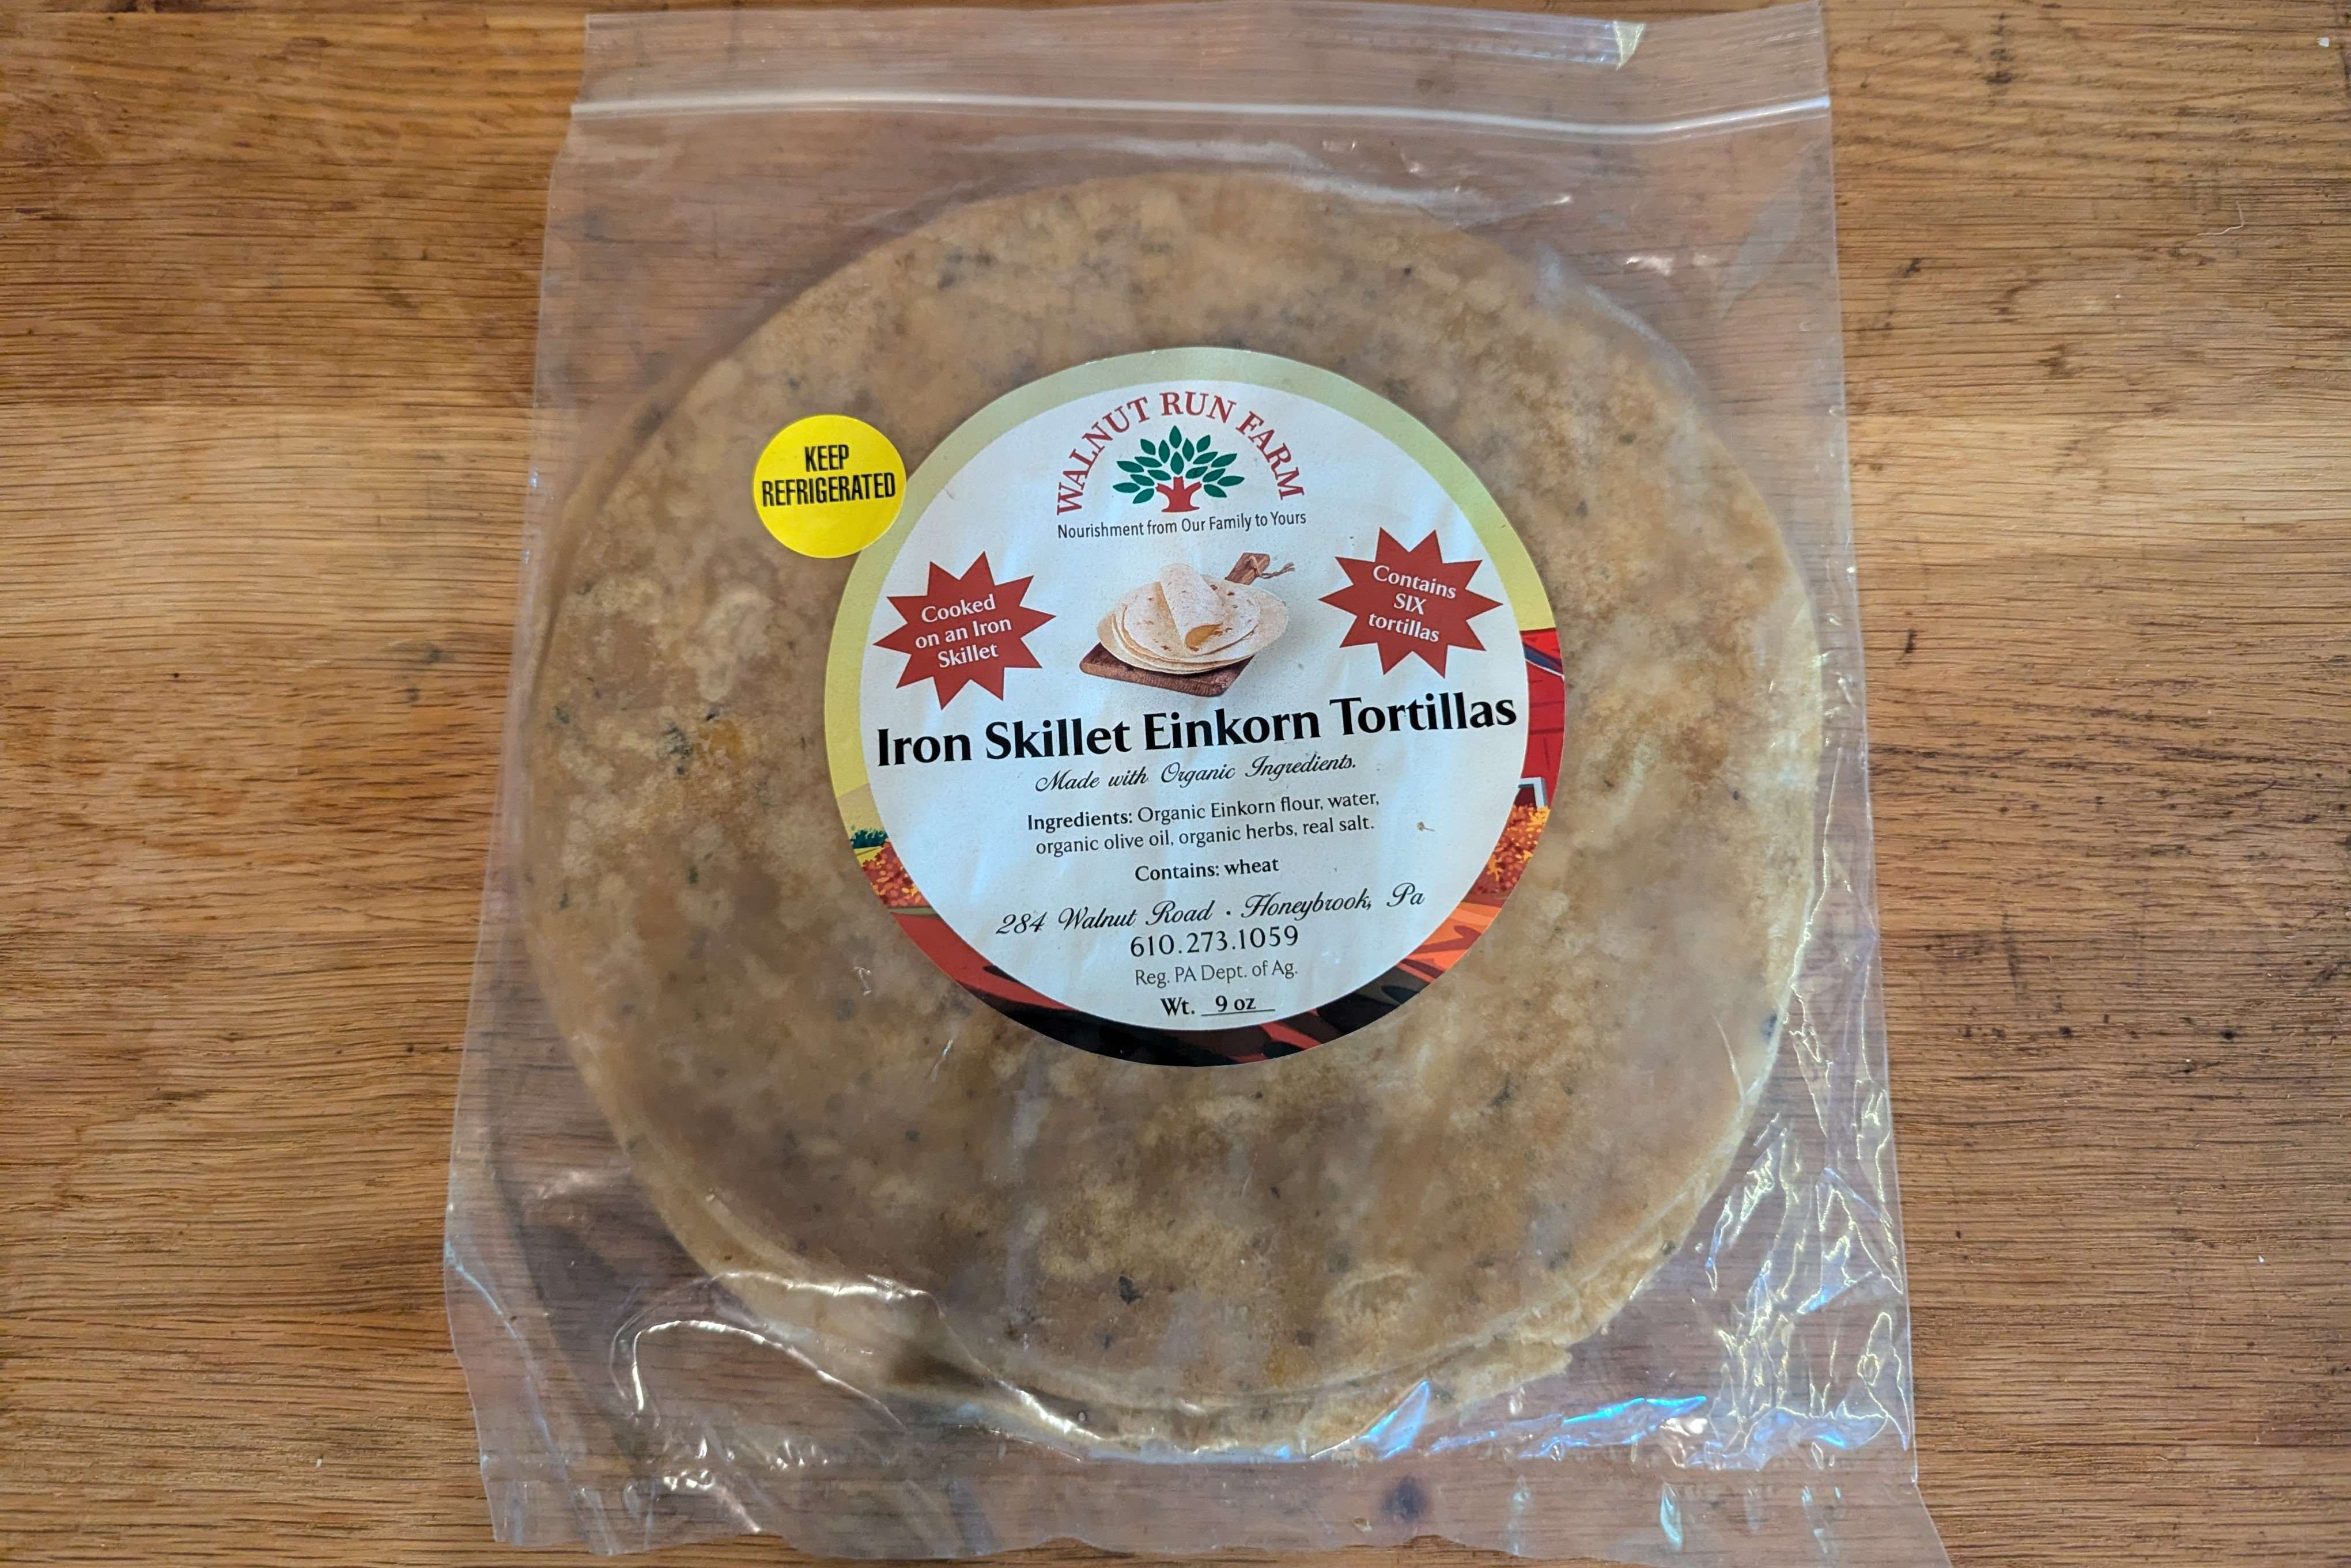 WALNUT RUN FARM
Nourishment from Our Family to Yours
KEEP
REFRIGERATED
Cooked
on an Iron
Skillet
Contains
SIX
tortillas
Iron Skillet Einkorn Tortillas
Made with Organic Ingredients.
Ingredients: Organic Einkorn flour, water,
organic olive oil, organic herbs, real salt.
Contains: wheat
284 Walnut Road · Honeybrook, Pa
610.273.1059
Reg. PA Dept. of Ag.
Wt. 9 oz